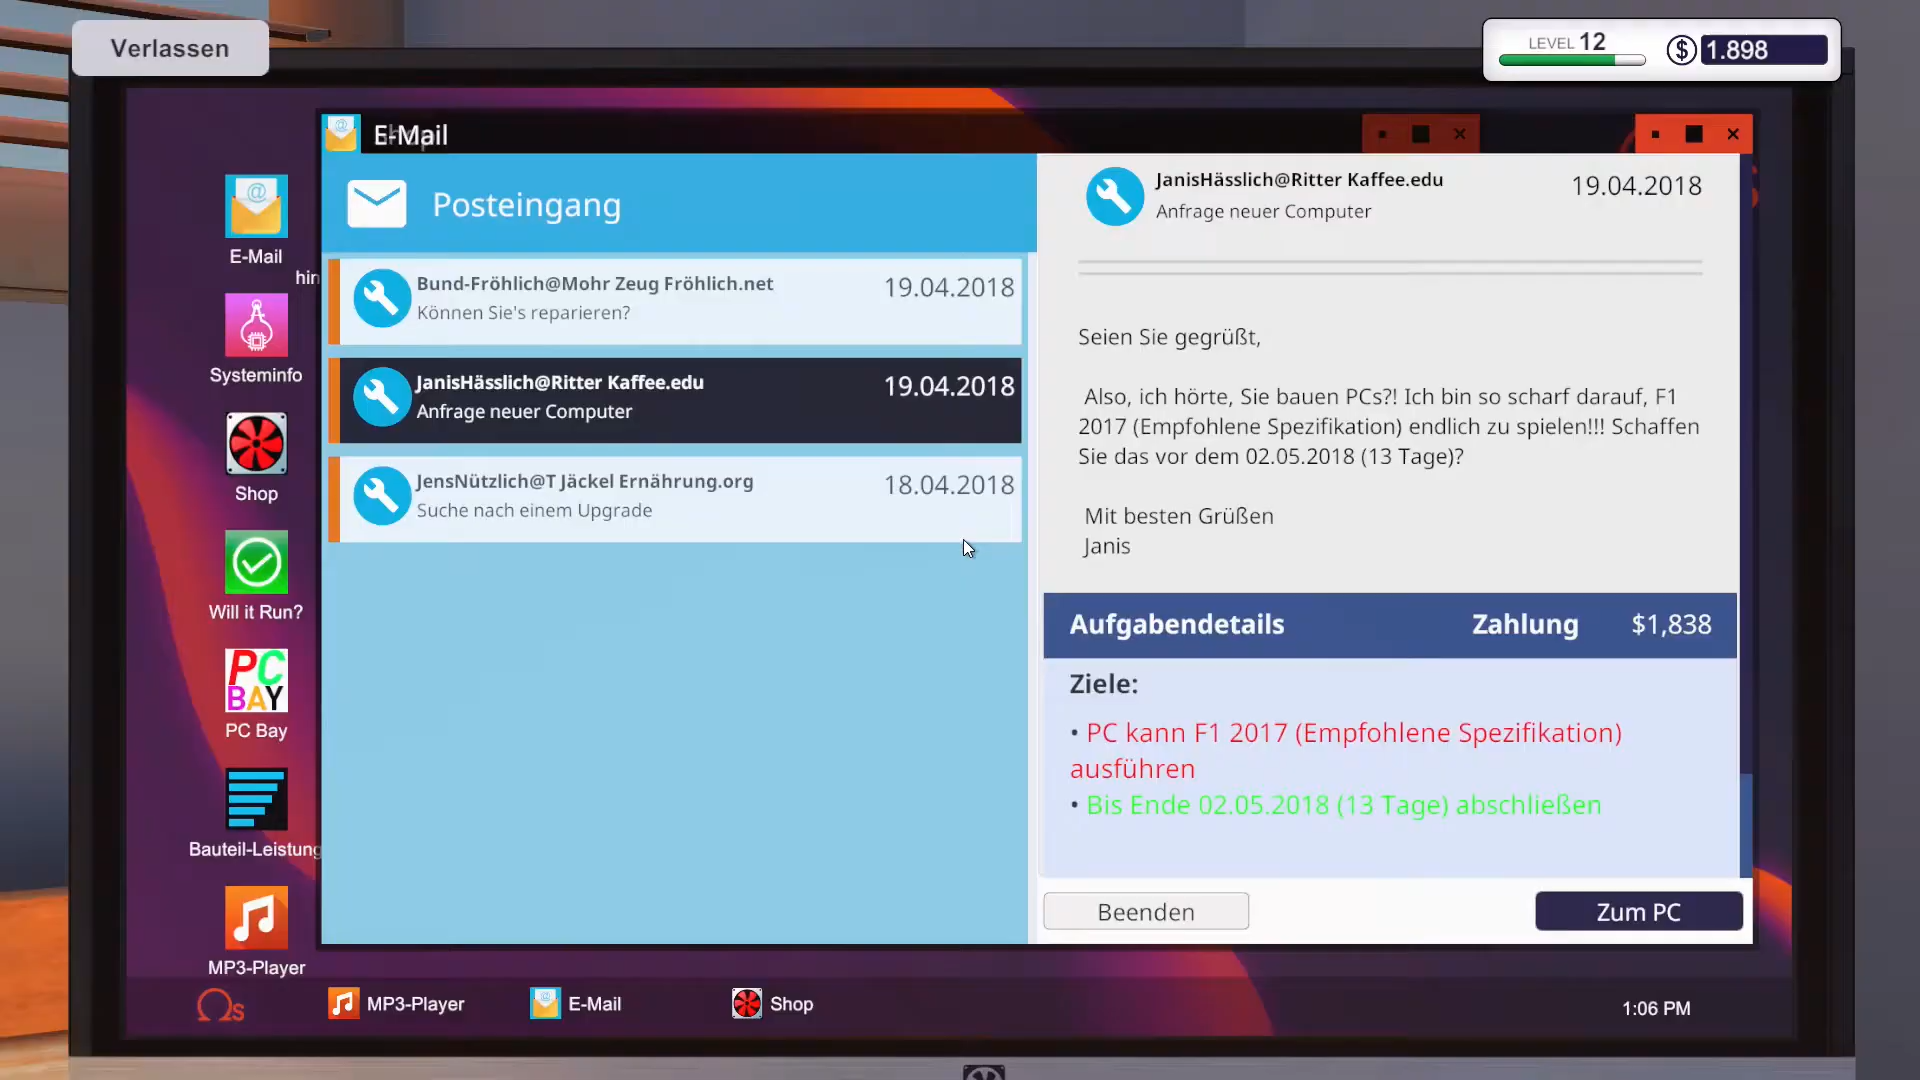 Verlassen
LEVEL 12
$ 1.898
E-Mail
Posteingang
Bund-Fröhlich@Mohr Zeug Fröhlich.net
19.04.2018
Können Sie's reparieren?
JanisHässlich@Ritter Kaffee.edu
19.04.2018
Anfrage neuer Computer
JensNützlich@T Jäckel Ernährung.org
18.04.2018
Suche nach einem Upgrade
JanisHässlich@Ritter Kaffee.edu
19.04.2018
Anfrage neuer Computer
Seien Sie gegrüßt,
Also, ich hörte, Sie bauen PCs?! Ich bin so scharf darauf, F1
2017 (Empfohlene Spezifikation) endlich zu spielen!!! Schaffen
Sie das vor dem 02.05.2018 (13 Tage)?
Mit besten Grüßen
Janis
Aufgabendetails Zahlung $1,838
Ziele:
• PC kann F1 2017 (Empfohlene Spezifikation)
ausführen
• Bis Ende 02.05.2018 (13 Tage) abschließen
Beenden
Zum PC
E-Mail
hin
Systeminfo
Shop
Will it Run?
PC
BAY
PC Bay
Bauteil-Leistung
MP3-Player
Ωs
MP3-Player
E-Mail
Shop
1:06 PM